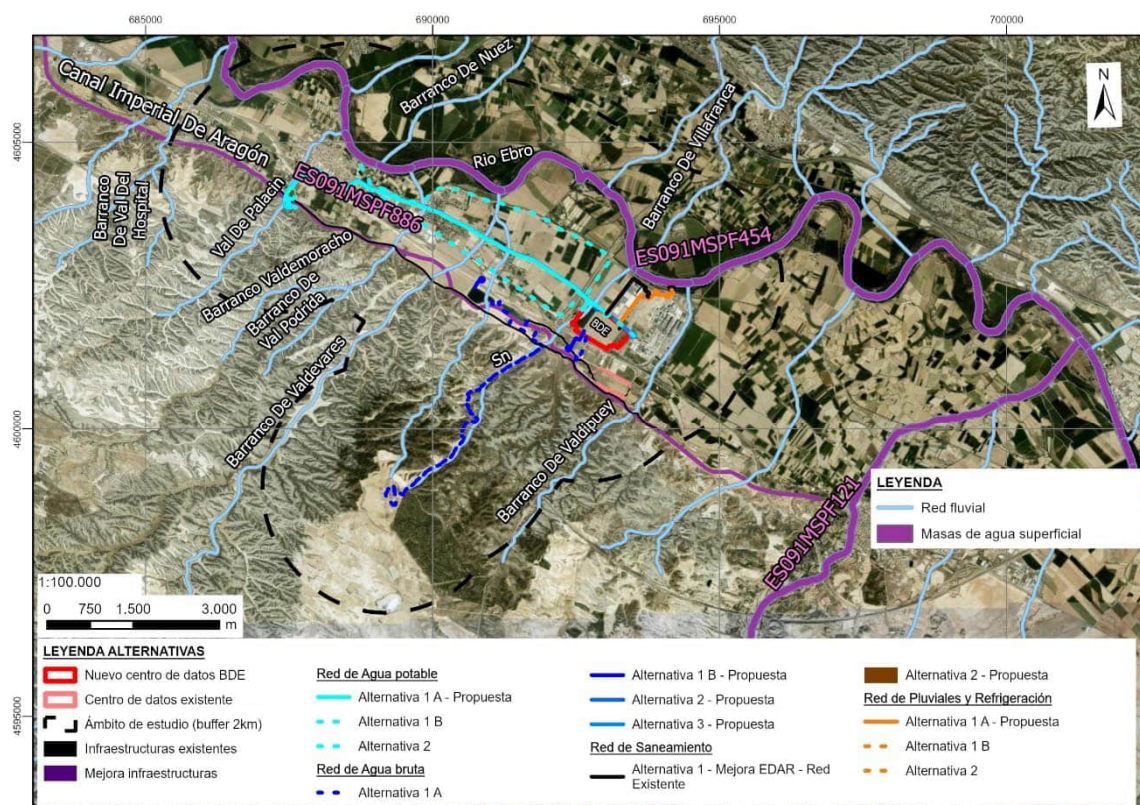 685000
690000
695000
700000
4605000
4600000
4595000
N
Canal Imperial De Aragón
Barranco De Nuez
Barranco De Villafranca
Río Ebro
ES091MSPF886
ES091MSPF454
ES091MSPF121
Barranco
De Val Del
Hospital
Val De Palacín
Barranco Valdemoracho
Barranco De
Val Podrida
Barranco De Valdevares
Sn
BDE
Barranco De Valdipuey
LEYENDA
Red fluvial
Masas de agua superficial
1:100.000
0 750 1.500 3.000
m
LEYENDA ALTERNATIVAS
Nuevo centro de datos BDE
Centro de datos existente
Ámbito de estudio (buffer 2km)
Infraestructuras existentes
Mejora infraestructuras
Red de Agua potable
Alternativa 1 A - Propuesta
Alternativa 1 B
Alternativa 2
Red de Agua bruta
Alternativa 1 A
Alternativa 1 B - Propuesta
Alternativa 2 - Propuesta
Alternativa 3 - Propuesta
Red de Saneamiento
Alternativa 1 - Mejora EDAR - Red
Existente
Alternativa 2 - Propuesta
Red de Pluviales y Refrigeración
Alternativa 1 A - Propuesta
Alternativa 1 B
Alternativa 2